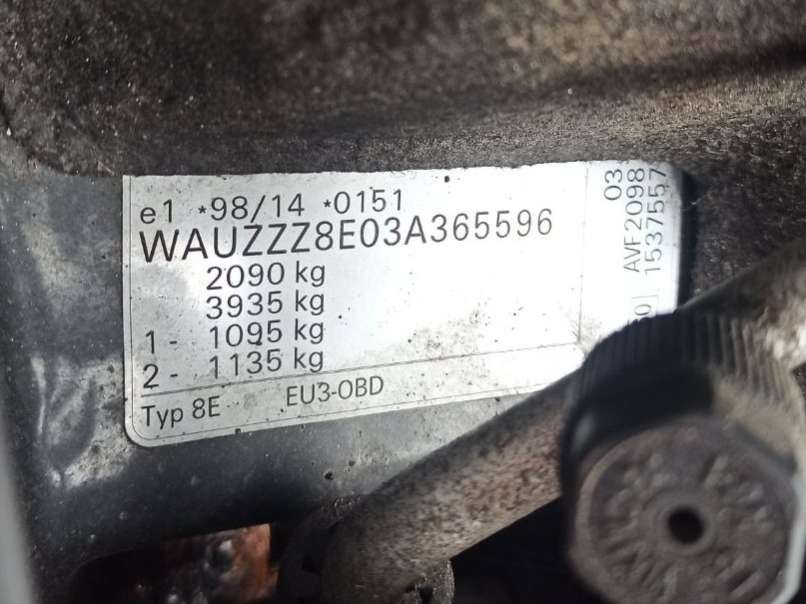 e1 *98/14 *0151
WAUZZZ8E03A365596
2090 kg
3935 kg
1 - 1095 kg
2 - 1135 kg
Typ 8E EU3-OBD
03
AVF2098
1537557